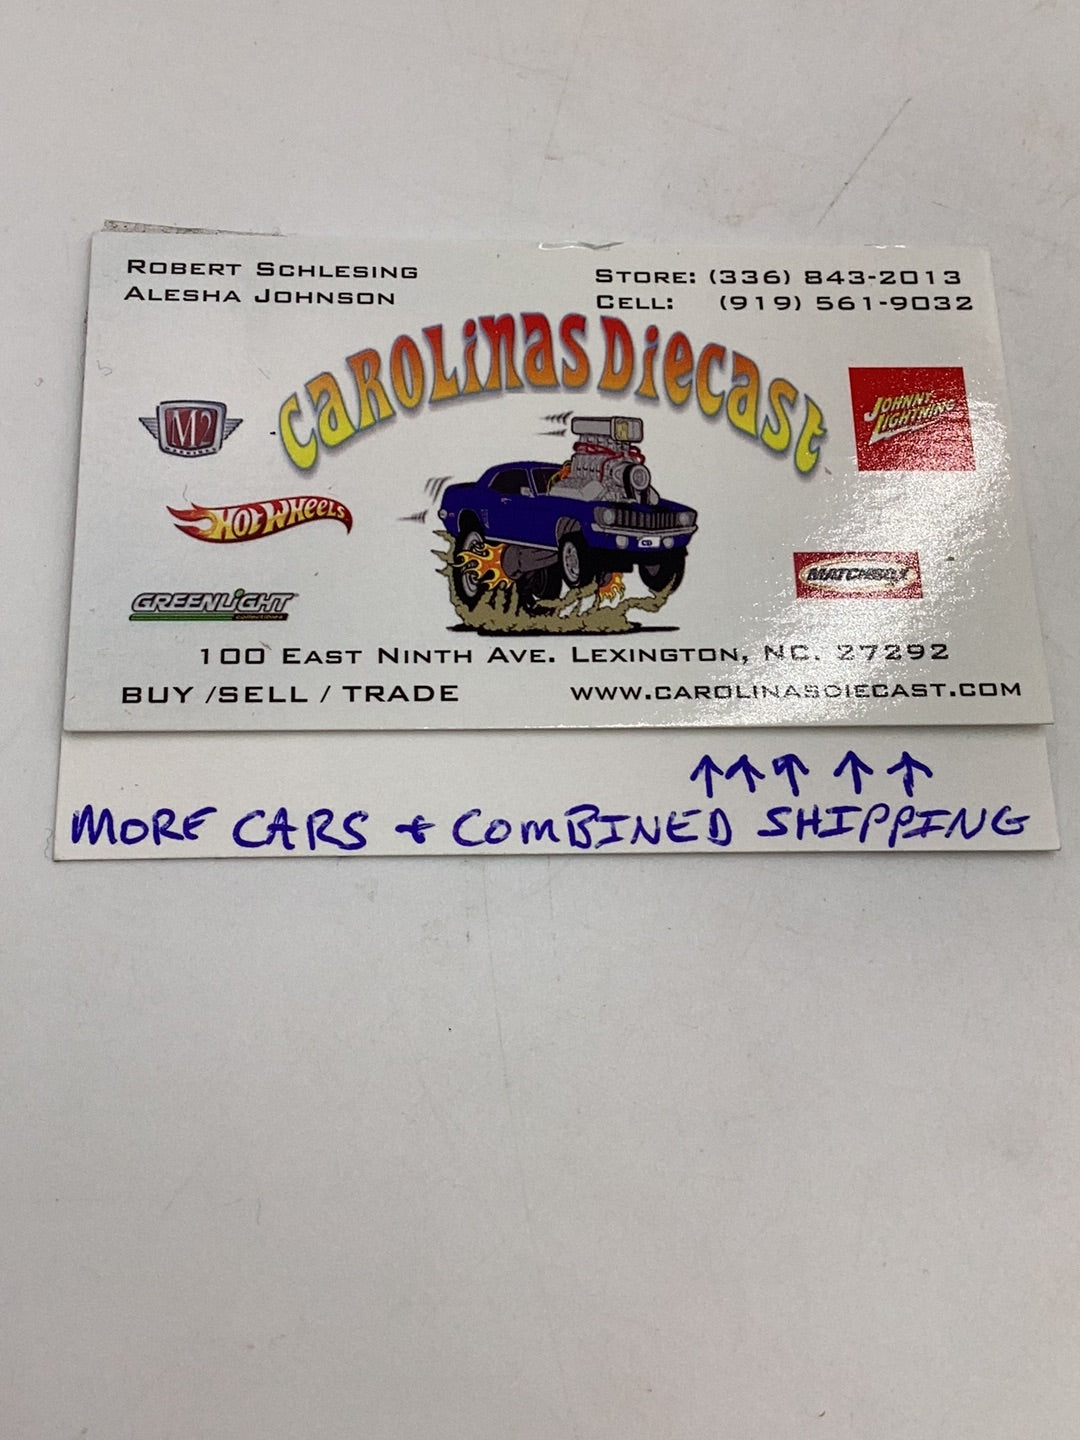 ROBERT SCHLESING
ALESHA JOHNSON
STORE: (336) 843-2013
CELL: (919) 561-9032
CAROLINAS DIECAST
M2
JOHNNY LIGHTNING
HOT WHEELS
MATCHBOX
GREENLIGHT
collectibles
100 EAST NINTH AVE. LEXINGTON, NC. 27292
BUY /SELL / TRADE
WWW.CAROLINASDIECAST.COM
↑↑↑ ↑ ↑
MORE CARS + COMBINED SHIPPING